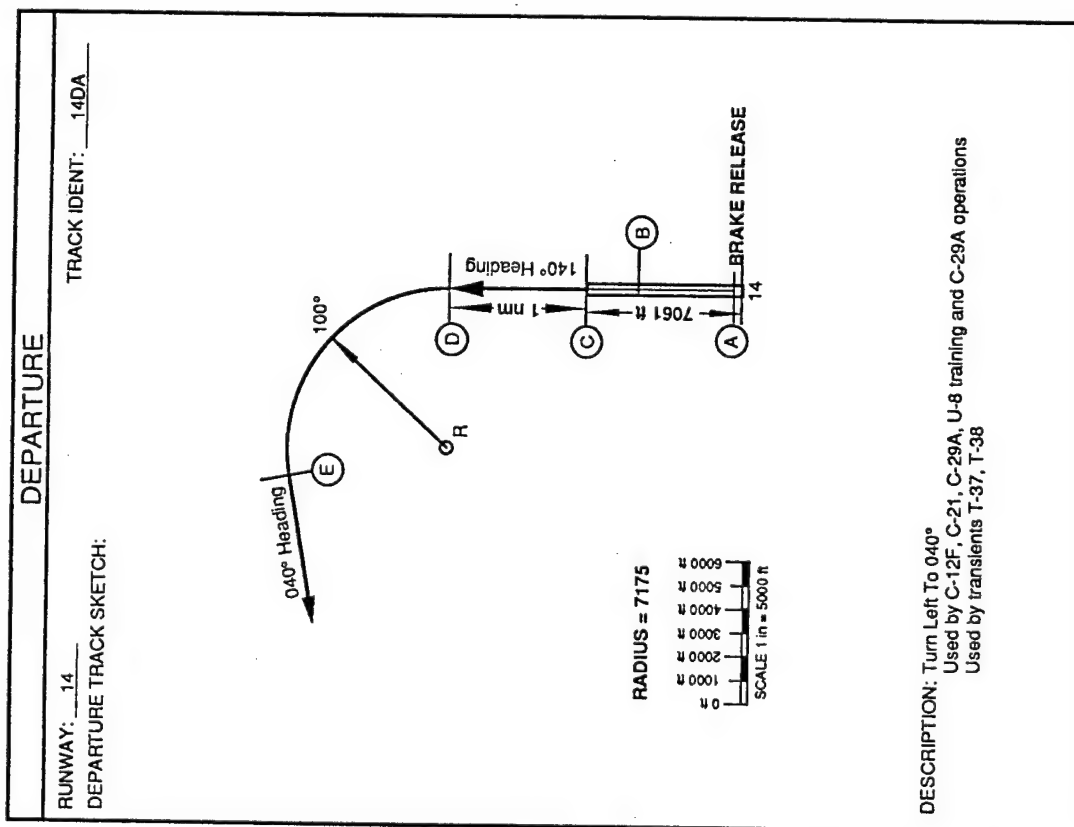 DEPARTURE
RUNWAY: 14
TRACK IDENT: 14DA
DEPARTURE TRACK SKETCH:
100°
E
040° Heading
R
D
140° Heading
1 nm
C
B
7061 ft
A
BRAKE RELEASE
14
RADIUS = 7175
0 ft
1000 ft
2000 ft
3000 ft
4000 ft
5000 ft
6000 ft
SCALE 1 in = 5000 ft
DESCRIPTION: Turn Left To 040°
Used by C-12F, C-21, C-29A, U-8 training and C-29A operations
Used by transients T-37, T-38